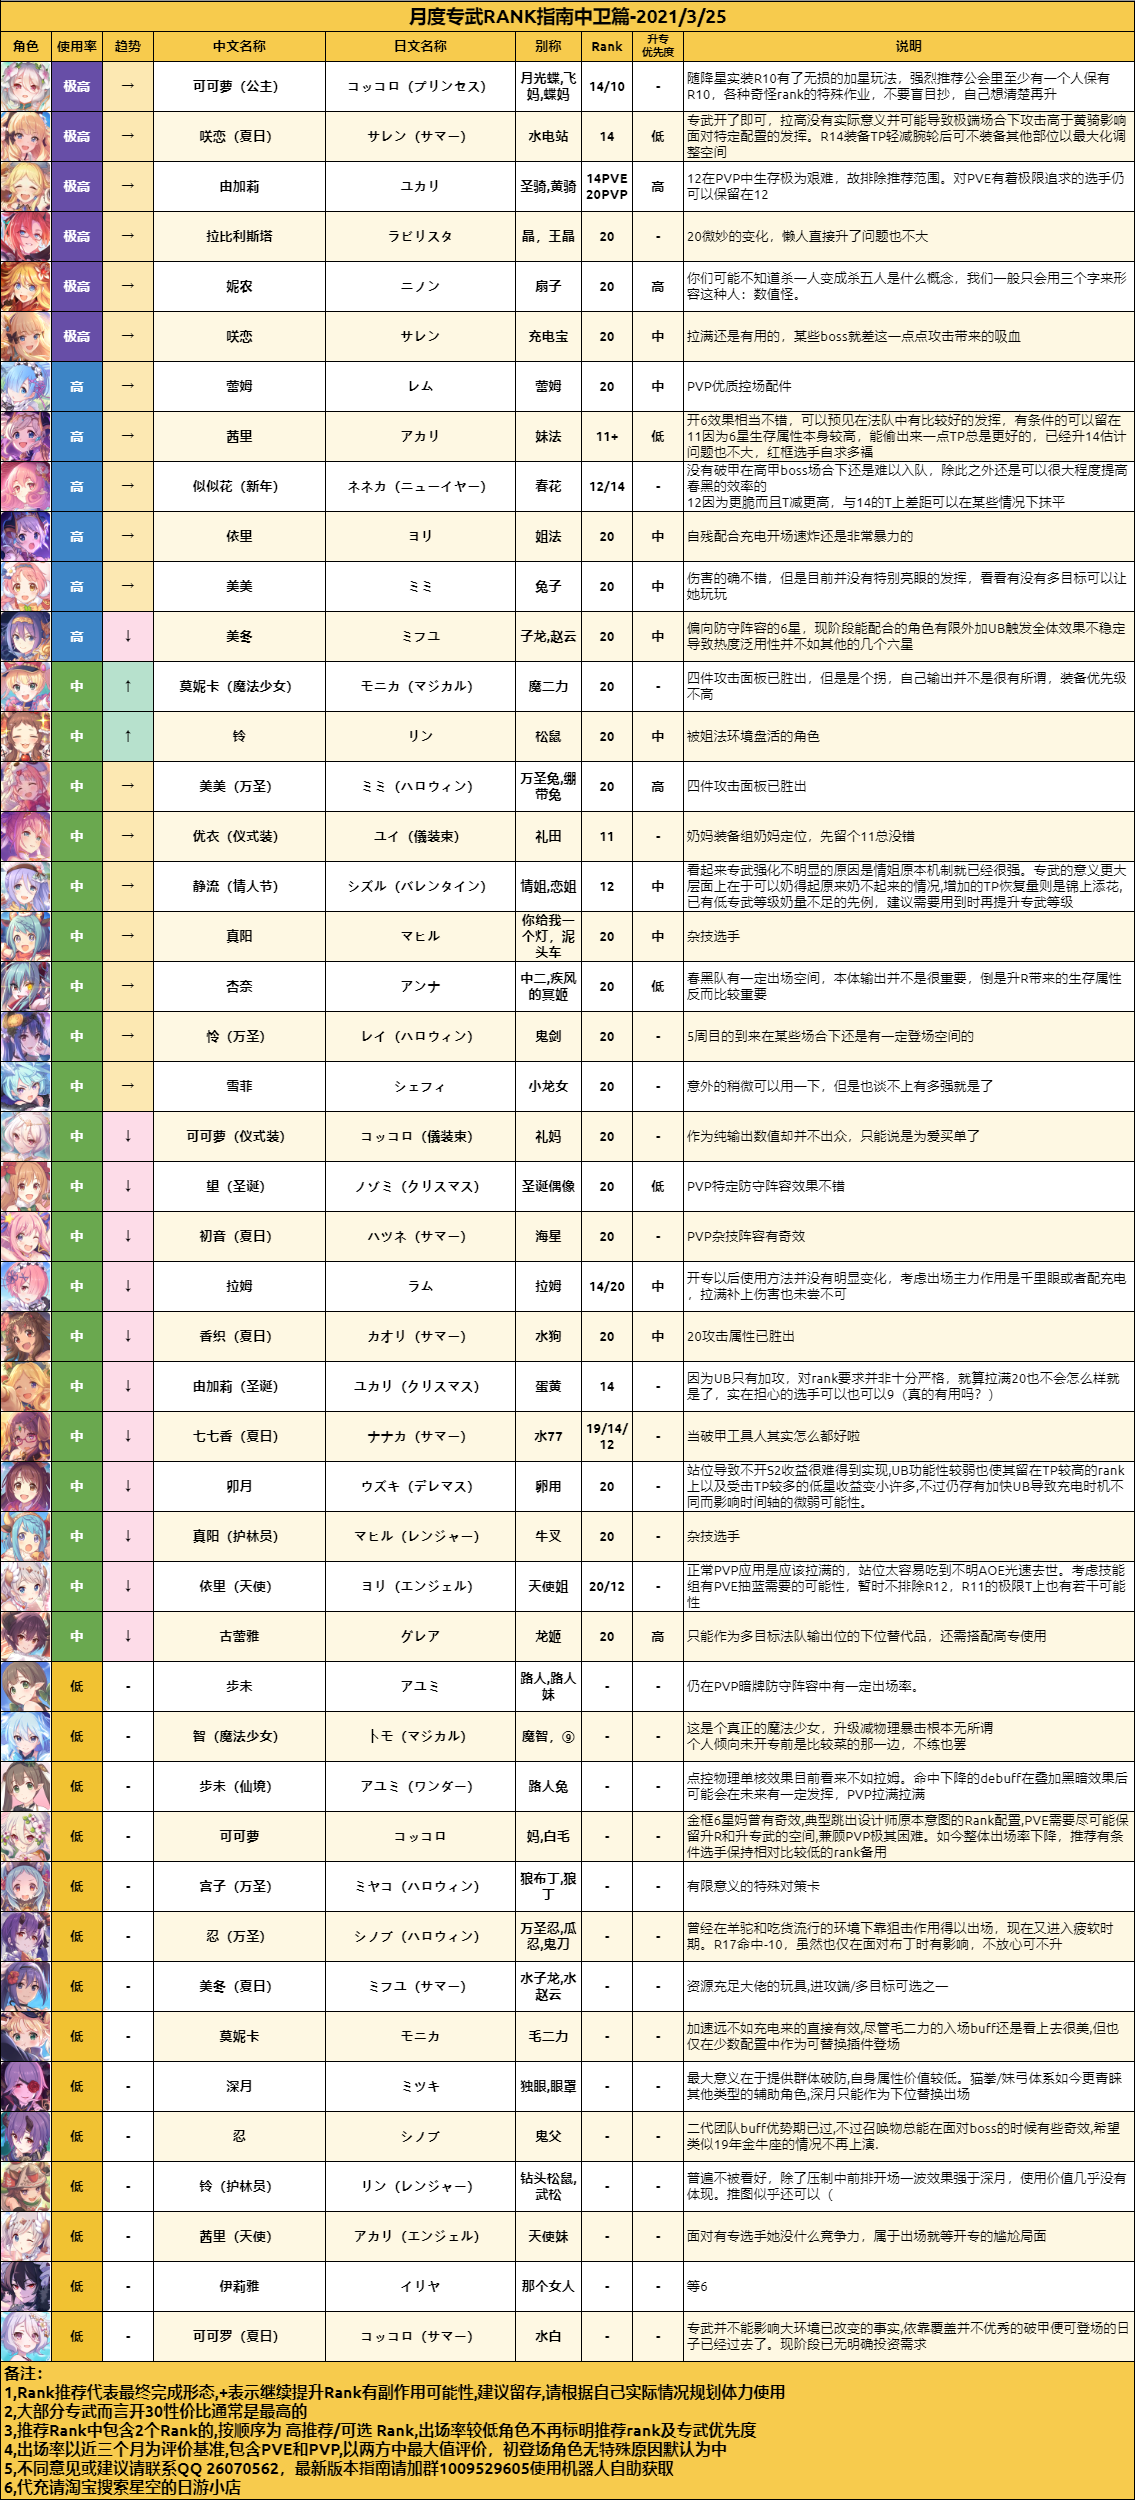 月度专武RANK指南中卫篇-2021/3/25
角色 使用率 趋势 中文名称 日文名称 别称 Rank 升专优先度 说明
极高 → 可可萝（公主） コッコロ（プリンセス） 月光蝶,飞妈,蝶妈 14/10 - 随降星实装R10有了无损的加星玩法，强烈推荐公会里至少有一个人保有
R10，各种奇怪rank的特殊作业，不要盲目抄，自己想清楚再升
极高 → 咲恋（夏日） サレン（サマー） 水电站 14 低 专武开了即可，拉高没有实际意义并可能导致极端场合下攻击高于黄骑影响
面对特定配置的发挥。R14装备TP轻减腕轮后可不装备其他部位以最大化调
整空间
极高 → 由加莉 ユカリ 圣骑,黄骑 14PVE 20PVP 高 12在PVP中生存极为艰难，故排除推荐范围。对PVE有着极限追求的选手仍
可以保留在12
极高 → 拉比利斯塔 ラビリスタ 晶，王晶 20 - 20微妙的变化，懒人直接升了问题也不大
极高 → 妮农 ニノン 扇子 20 高 你们可能不知道杀一人变成杀五人是什么概念，我们一般只会用三个字来形
容这种人：数值怪。
极高 → 咲恋 サレン 充电宝 20 中 拉满还是有用的，某些boss就差这一点点攻击带来的吸血
高 → 蕾姆 レム 蕾姆 20 中 PVP优质控场配件
高 → 茜里 アカリ 妹法 11+ 低 开6效果相当不错，可以预见在法队中有比较好的发挥，有条件的可以留在
11因为6星生存属性本身较高，能偷出来一点TP总是更好的，已经升14估计
问题也不大，红框选手自求多福
高 → 似似花（新年） ネネカ（ニューイヤー） 春花 12/14 - 没有破甲在高甲boss场合下还是难以入队，除此之外还是可以很大程度提高
春黑的效率的
12因为更脆而且T减更高，与14的T上差距可以在某些情况下抹平
高 → 依里 ヨリ 姐法 20 中 自残配合充电开场速炸还是非常暴力的
高 → 美美 ミミ 兔子 20 中 伤害的确不错，但是目前并没有特别亮眼的发挥，看看有没有多目标可以让
她玩玩
高 ↓ 美冬 ミフユ 子龙,赵云 20 中 偏向防守阵容的6星，现阶段能配合的角色有限外加UB触发全体效果不稳定
导致热度泛用性并不如其他的几个六星
中 ↑ 莫妮卡（魔法少女） モニカ（マジカル） 魔二力 20 - 四件攻击面板已胜出，但是是个拐，自己输出并不是很有所谓，装备优先级
不高
中 ↑ 铃 リン 松鼠 20 中 被姐法环境盘活的角色
中 → 美美（万圣） ミミ（ハロウィン） 万圣兔,绷带兔 20 高 四件攻击面板已胜出
中 → 优衣（仪式装） ユイ（儀装束） 礼田 11 - 奶妈装备组奶妈定位，先留个11总没错
中 → 静流（情人节） シズル（バレンタイン） 情姐,恋姐 12 中 看起来专武强化不明显的原因是情姐原本机制就已经很强。专武的意义更大
层面上在于可以奶得起原来奶不起来的情况,增加的TP恢复量则是锦上添花,
已有低专武等级奶量不足的先例，建议需要用到时再提升专武等级
中 → 真阳 マヒル 你给我一个灯，泥头车 20 中 杂技选手
中 → 杏奈 アンナ 中二,疾风的冥姬 20 低 春黑队有一定出场空间，本体输出并不是很重要，倒是升R带来的生存属性
反而比较重要
中 → 怜（万圣） レイ（ハロウィン） 鬼剑 20 - 5周目的到来在某些场合下还是有一定登场空间的
中 → 雪菲 シェフィ 小龙女 20 - 意外的稍微可以用一下，但是也谈不上有多强就是了
中 ↓ 可可萝（仪式装） コッコロ（儀装束） 礼妈 20 - 作为纯输出数值却并不出众，只能说是为爱买单了
中 ↓ 望（圣诞） ノゾミ（クリスマス） 圣诞偶像 20 低 PVP特定防守阵容效果不错
中 ↓ 初音（夏日） ハツネ（サマー） 海星 20 - PVP杂技阵容有奇效
中 ↓ 拉姆 ラム 拉姆 14/20 中 开专以后使用方法并没有明显变化，考虑出场主力作用是千里眼或者配充电
，拉满补上伤害也未尝不可
中 ↓ 香织（夏日） カオリ（サマー） 水狗 20 中 20攻击属性已胜出
中 ↓ 由加莉（圣诞） ユカリ（クリスマス） 蛋黄 14 - 因为UB只有加攻，对rank要求并非十分严格，就算拉满20也不会怎么样就
是了，实在担心的选手可以也可以9（真的有用吗？）
中 ↓ 七七香（夏日） ナナカ（サマー） 水77 19/14/12 - 当破甲工具人其实怎么都好啦
中 ↓ 卯月 ウズキ（デレマス） 卵用 20 - 站位导致不开S2收益很难得到实现,UB功能性较弱也使其留在TP较高的rank
上以及受击TP较多的低星收益变小许多,不过仍存有加快UB导致充电时机不
同而影响时间轴的微弱可能性。
中 ↓ 真阳（护林员） マヒル（レンジャー） 牛叉 20 - 杂技选手
中 ↓ 依里（天使） ヨリ（エンジェル） 天使姐 20/12 - 正常PVP应用是应该拉满的，站位太容易吃到不明AOE光速去世。考虑技能
组有PVE抽蓝需要的可能性，暂时不排除R12，R11的极限T上也有若干可能
性
中 ↓ 古蕾雅 グレア 龙姬 20 高 只能作为多目标法队输出位的下位替代品，还需搭配高专使用
低 - 步未 アユミ 路人,路人妹 - - 仍在PVP暗牌防守阵容中有一定出场率。
低 - 智（魔法少女） トモ（マジカル） 魔智，⑨ - - 这是个真正的魔法少女，升级减物理暴击根本无所谓
个人倾向未开专前是比较菜的那一边，不练也罢
低 - 步未（仙境） アユミ（ワンダー） 路人兔 - - 点控物理单核效果目前看来不如拉姆。命中下降的debuff在叠加黑暗效果后
可能会在未来有一定发挥，PVP拉满拉满
低 - 可可萝 コッコロ 妈,白毛 - - 金框6星妈曾有奇效,典型跳出设计师原本意图的Rank配置,PVE需要尽可能保
留升R和升专武的空间,兼顾PVP极其困难。如今整体出场率下降，推荐有条
件选手保持相对比较低的rank备用
低 - 宫子（万圣） ミヤコ（ハロウィン） 狼布丁,狼丁 - - 有限意义的特殊对策卡
低 - 忍（万圣） シノブ（ハロウィン） 万圣忍,瓜忍,鬼刀 - - 曾经在羊驼和吃货流行的环境下靠狙击作用得以出场，现在又进入疲软时
期。R17命中-10，虽然也仅在面对布丁时有影响，不放心可不升
低 - 美冬（夏日） ミフユ（サマー） 水子龙,水赵云 - - 资源充足大佬的玩具,进攻端/多目标可选之一
低 - 莫妮卡 モニカ 毛二力 - - 加速远不如充电来的直接有效,尽管毛二力的入场buff还是看上去很美,但也
仅在少数配置中作为可替换插件登场
低 - 深月 ミツキ 独眼,眼罩 - - 最大意义在于提供群体破防,自身属性价值较低。猫拳/妹弓体系如今更青睐
其他类型的辅助角色,深月只能作为下位替换出场
低 - 忍 シノブ 鬼父 - - 二代团队buff优势期已过,不过召唤物总能在面对boss的时候有些奇效,希望
类似19年金牛座的情况不再上演.
低 - 铃（护林员） リン（レンジャー） 钻头松鼠,武松 - - 普遍不被看好，除了压制中前排开场一波效果强于深月，使用价值几乎没有
体现。推图似乎还可以（
低 - 茜里（天使） アカリ（エンジェル） 天使妹 - - 面对有专选手她没什么竞争力，属于出场就等开专的尴尬局面
低 - 伊莉雅 イリヤ 那个女人 - - 等6
低 - 可可罗（夏日） コッコロ（サマー） 水白 - - 专武并不能影响大环境已改变的事实,依靠覆盖并不优秀的破甲便可登场的日
子已经过去了。现阶段已无明确投资需求
备注：
1,Rank推荐代表最终完成形态,+表示继续提升Rank有副作用可能性,建议留存,请根据自己实际情况规划体力使用
2,大部分专武而言开30性价比通常是最高的
3,推荐Rank中包含2个Rank的,按顺序为 高推荐/可选 Rank,出场率较低角色不再标明推荐rank及专武优先度
4,出场率以近三个月为评价基准,包含PVE和PVP,以两方中最大值评价，初登场角色无特殊原因默认为中
5,不同意见或建议请联系QQ 26070562，最新版本指南请加群1009529605使用机器人自助获取
6,代充请淘宝搜索星空的日游小店